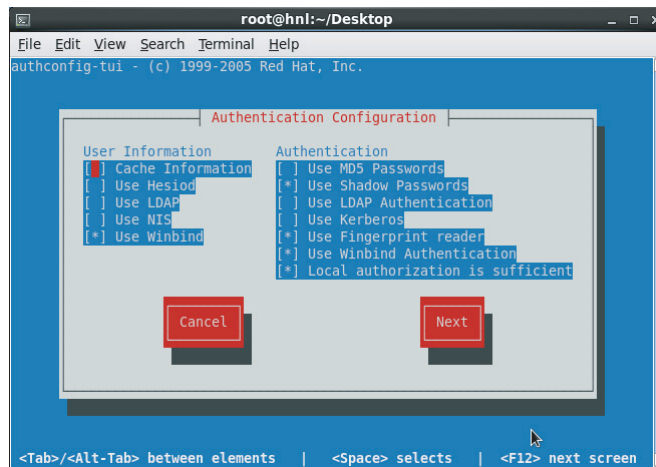 root@hnl:~/Desktop
File Edit View Search Terminal Help
authconfig-tui - (c) 1999-2005 Red Hat, Inc.
Authentication Configuration
User Information
[ ] Cache Information
[ ] Use Hesiod
[ ] Use LDAP
[ ] Use NIS
[*] Use Winbind
Authentication
[ ] Use MD5 Passwords
[*] Use Shadow Passwords
[ ] Use LDAP Authentication
[ ] Use Kerberos
[*] Use Fingerprint reader
[*] Use Winbind Authentication
[*] Local authorization is sufficient
Cancel
Next
<Tab>/<Alt-Tab> between elements | <Space> selects | <F12> next screen